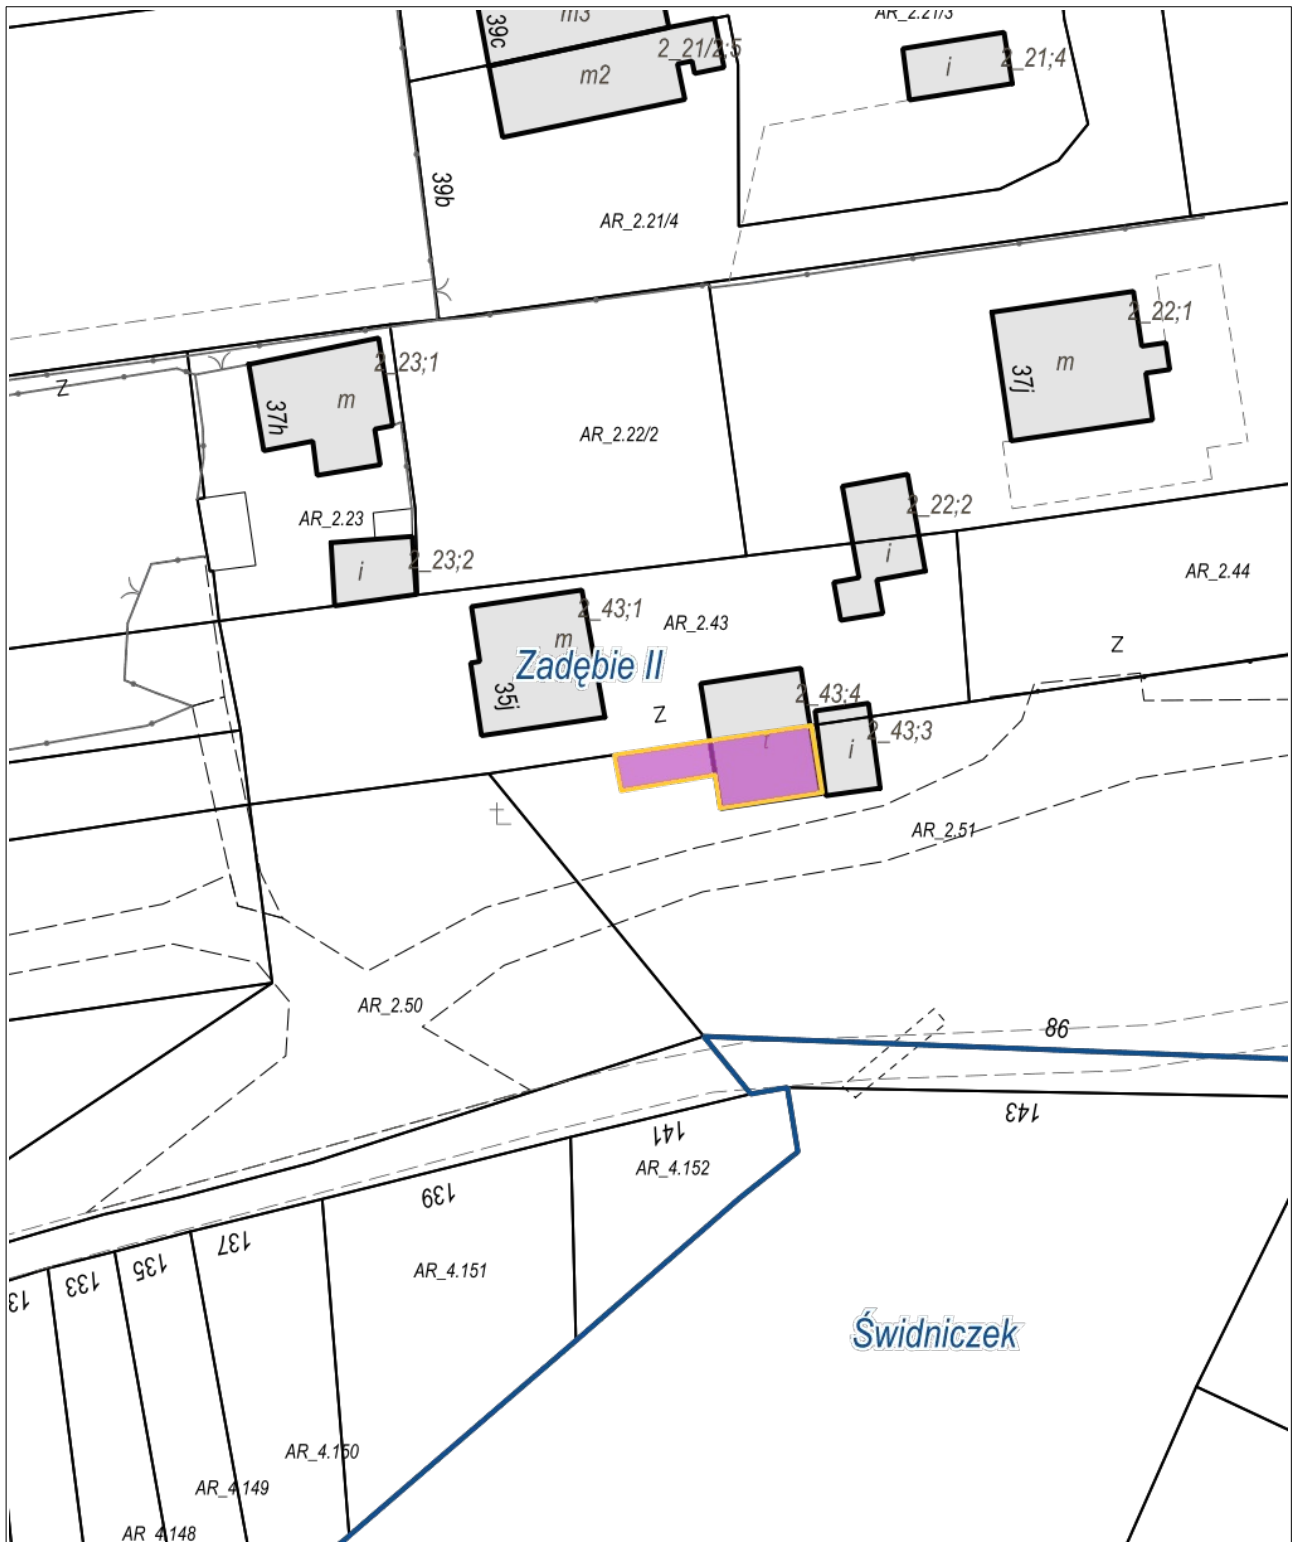 m3
39c
AR_2.21/3
2_21/2;5
m2
i
2_21;4
39b
AR_2.21/4
2_22;1
m
37j
2_23;1
m
37h
Z
AR_2.22/2
2_22;2
i
AR_2.23
i
2_23;2
AR_2.44
2_43;1
AR_2.43
m
Z
Zadębie II
35j
2_43;4
Z
2_43;3
t
i
AR_2.51
AR_2.50
98
143
141
AR_4.152
139
137
135
133
AR_4.151
Świdniczek
AR_4.150
AR_4.149
AR_4.148